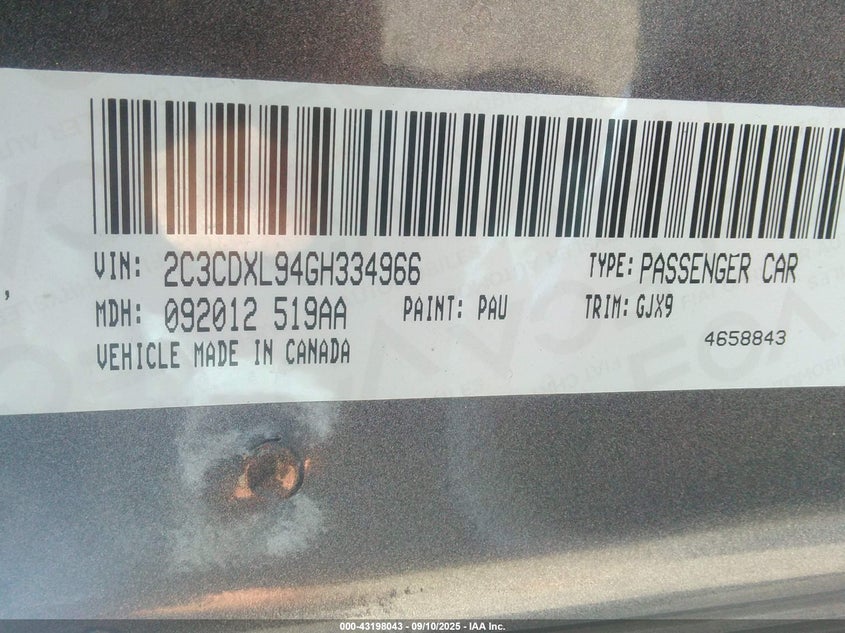 VIN: 2C3CDXL94GH334966 TYPE: PASSENGER CAR
MDH: 092012 519AA PAINT: PAU TRIM: GJX9
VEHICLE MADE IN CANADA 4658843
000-43198043 - 09/10/2025 - IAA Inc.